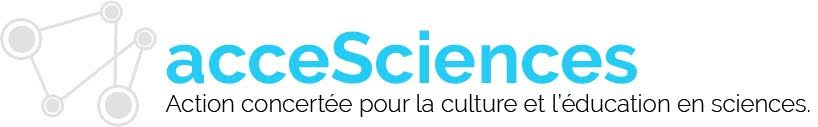 acceSciences
Action concertée pour la culture et l'éducation en sciences.